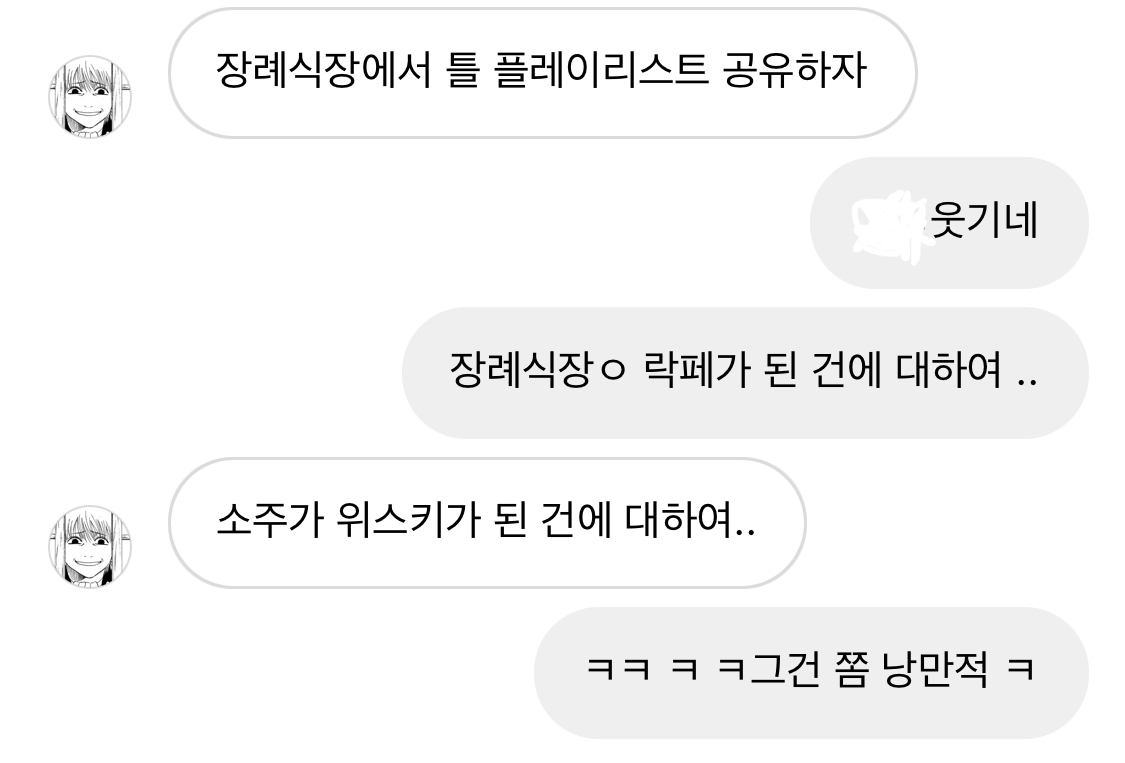 장례식장에서 틀 플레이리스트 공유하자
웃기네
장례식장ㅇ 락페가 된 건에 대하여 ..
소주가 위스키가 된 건에 대하여..
ㅋㅋ ㅋ ㅋ그건 쫌 낭만적 ㅋ